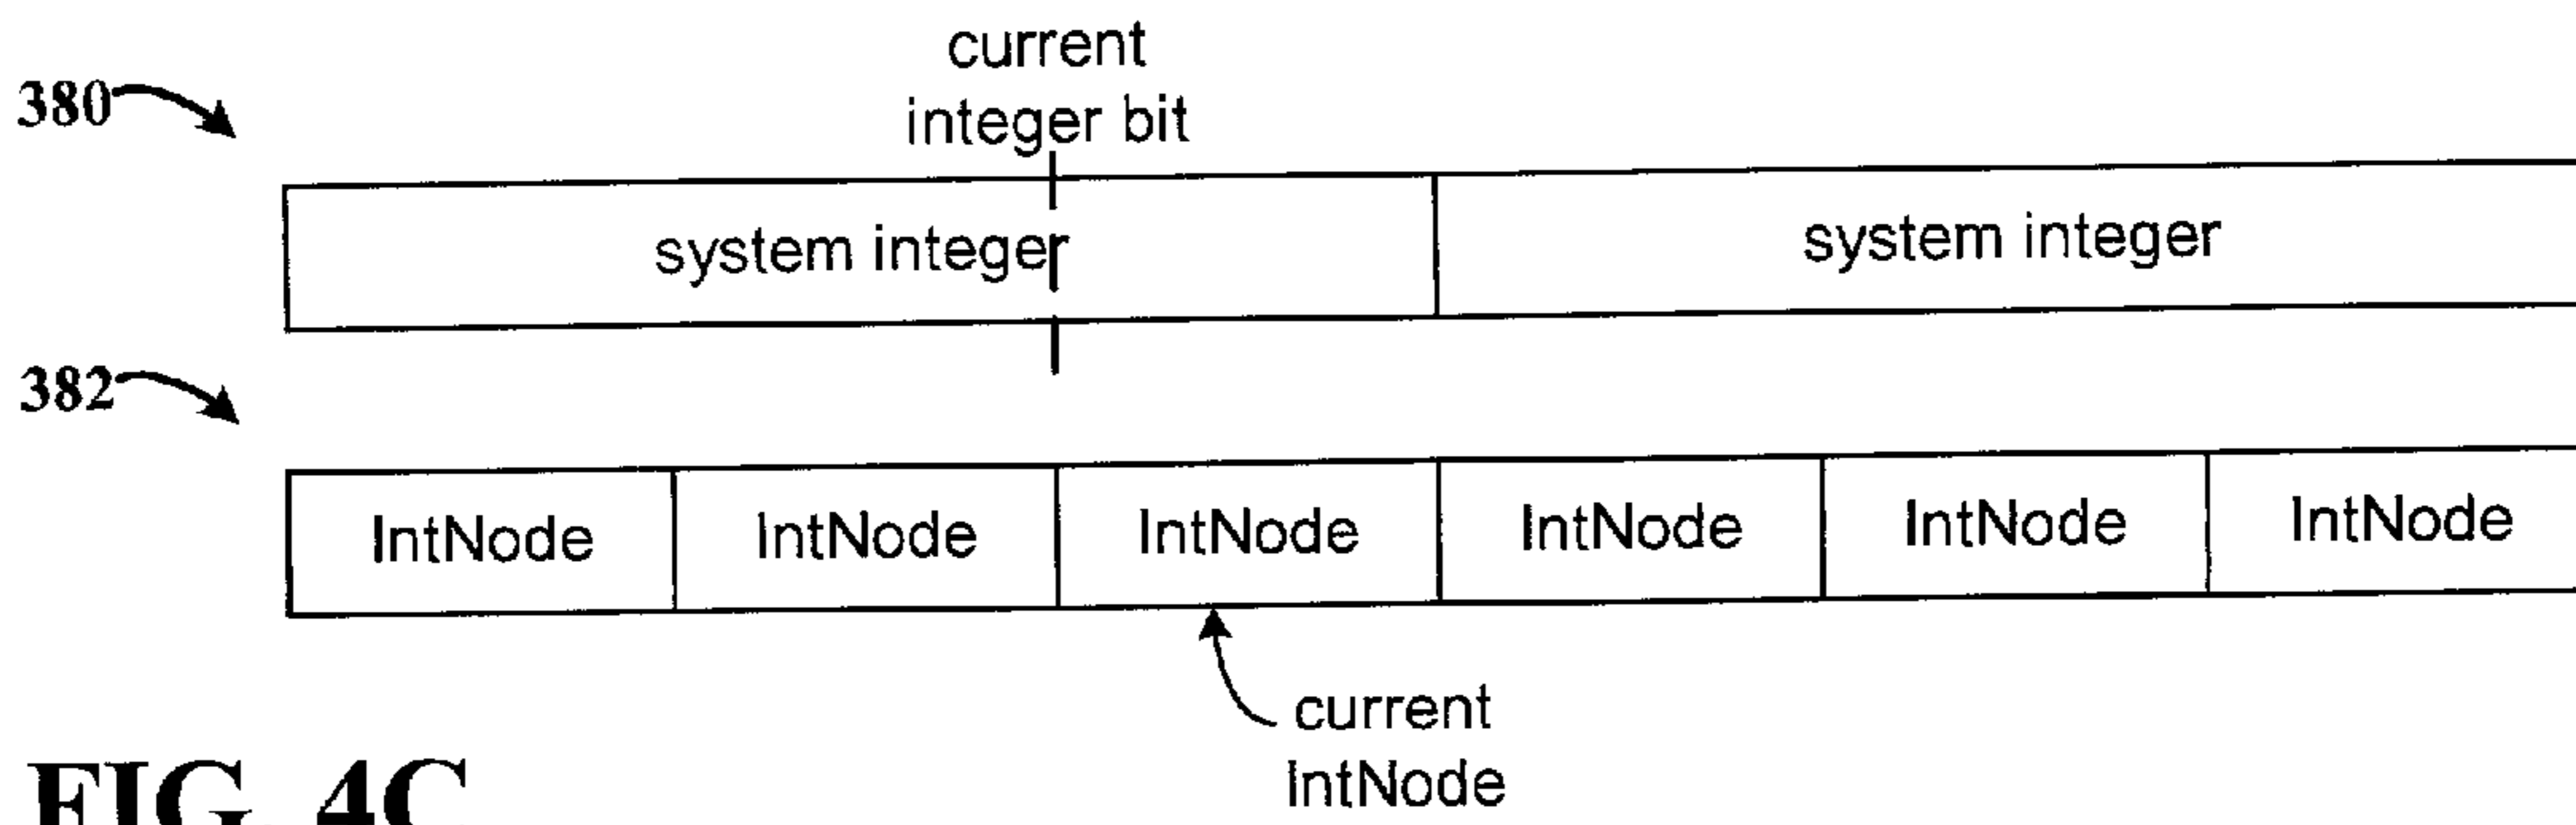 current
integer bit
380
system integer system integer
382
IntNode IntNode IntNode IntNode IntNode IntNode
current
IntNode
FIG. 4C